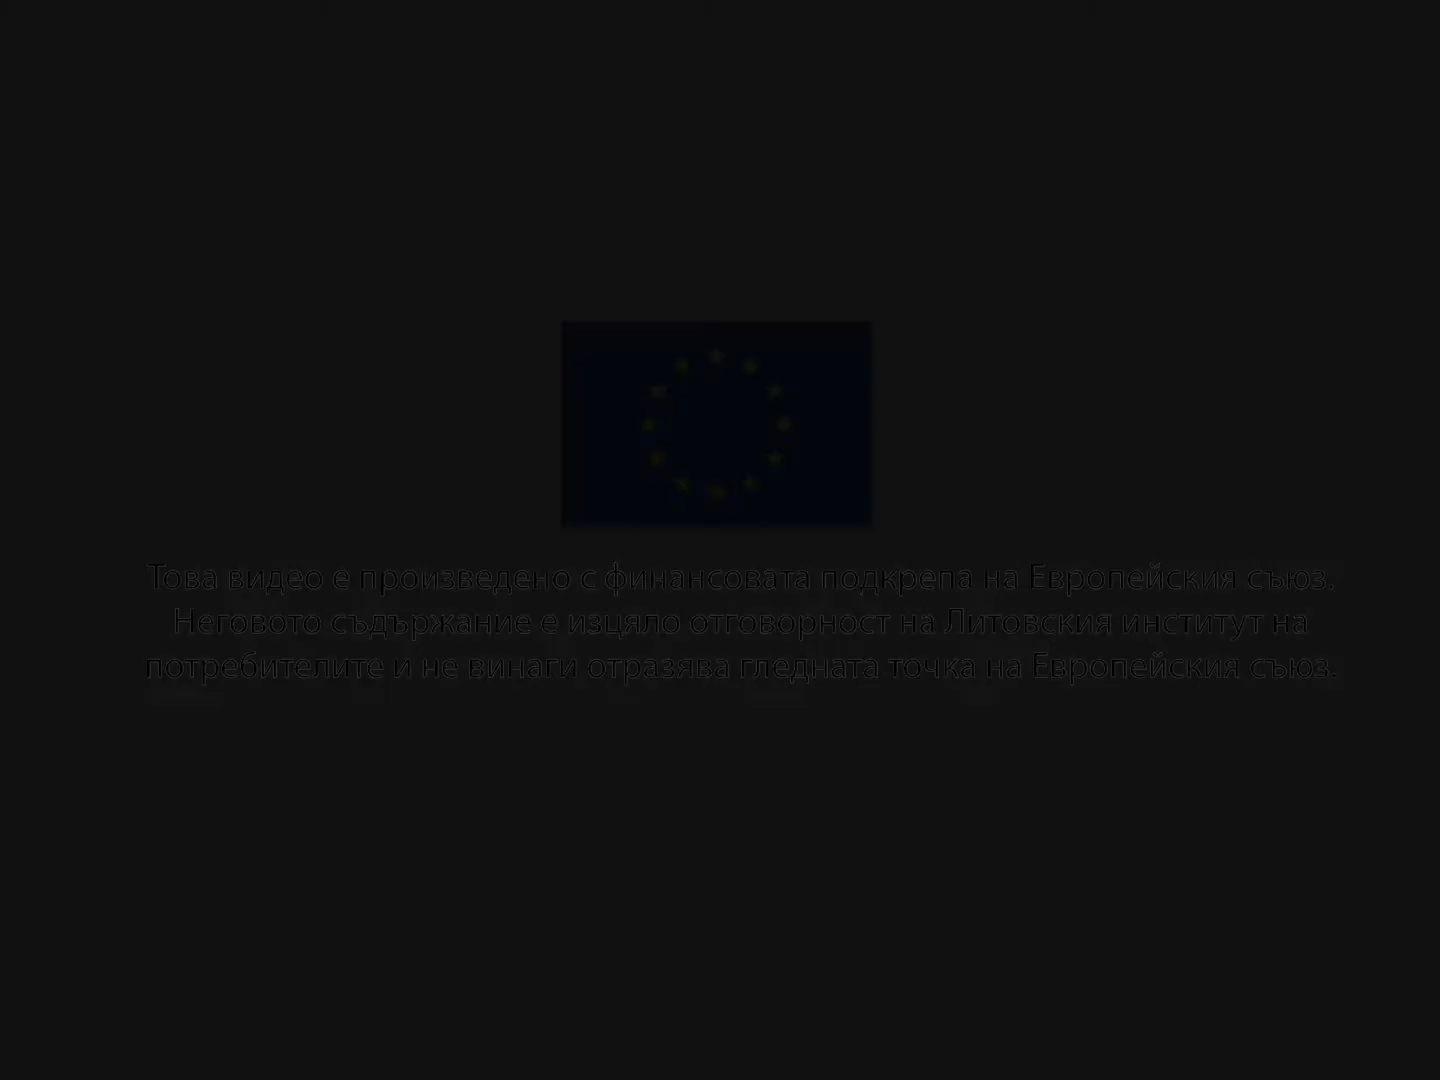 Това видео е произведено с финансовата подкрепа на Европейския съюз.
Неговото съдържание е изцяло отговорност на Литовския институт на
потребителите и не винаги отразява гледната точка на Европейския съюз.